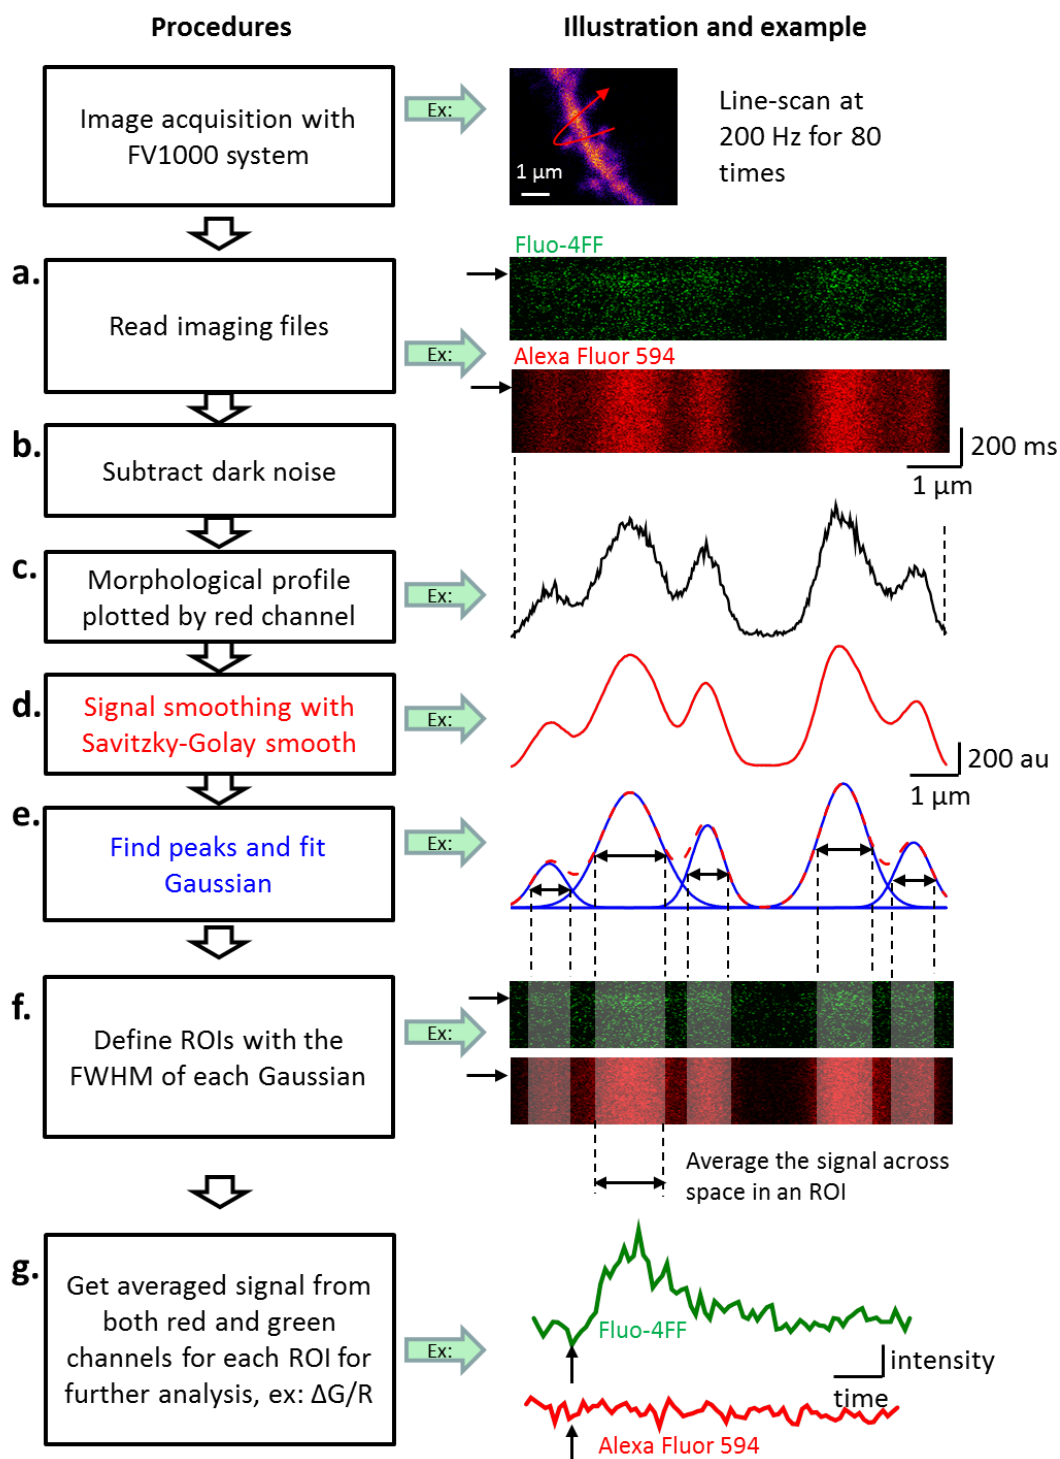 Procedures
Illustration and example
Image acquisition with
FV1000 system
Ex:
1 μm
Line-scan at
200 Hz for 80
times
a.
Read imaging files
Ex:
Fluo-4FF
Alexa Fluor 594
200 ms
1 μm
b.
Subtract dark noise
c.
Morphological profile
plotted by red channel
Ex:
d.
Signal smoothing with
Savitzky-Golay smooth
Ex:
200 au
1 μm
e.
Find peaks and fit
Gaussian
Ex:
f.
Define ROIs with the
FWHM of each Gaussian
Ex:
Average the signal across
space in an ROI
g.
Get averaged signal from
both red and green
channels for each ROI for
further analysis, ex: ΔG/R
Ex:
Fluo-4FF
intensity
time
Alexa Fluor 594